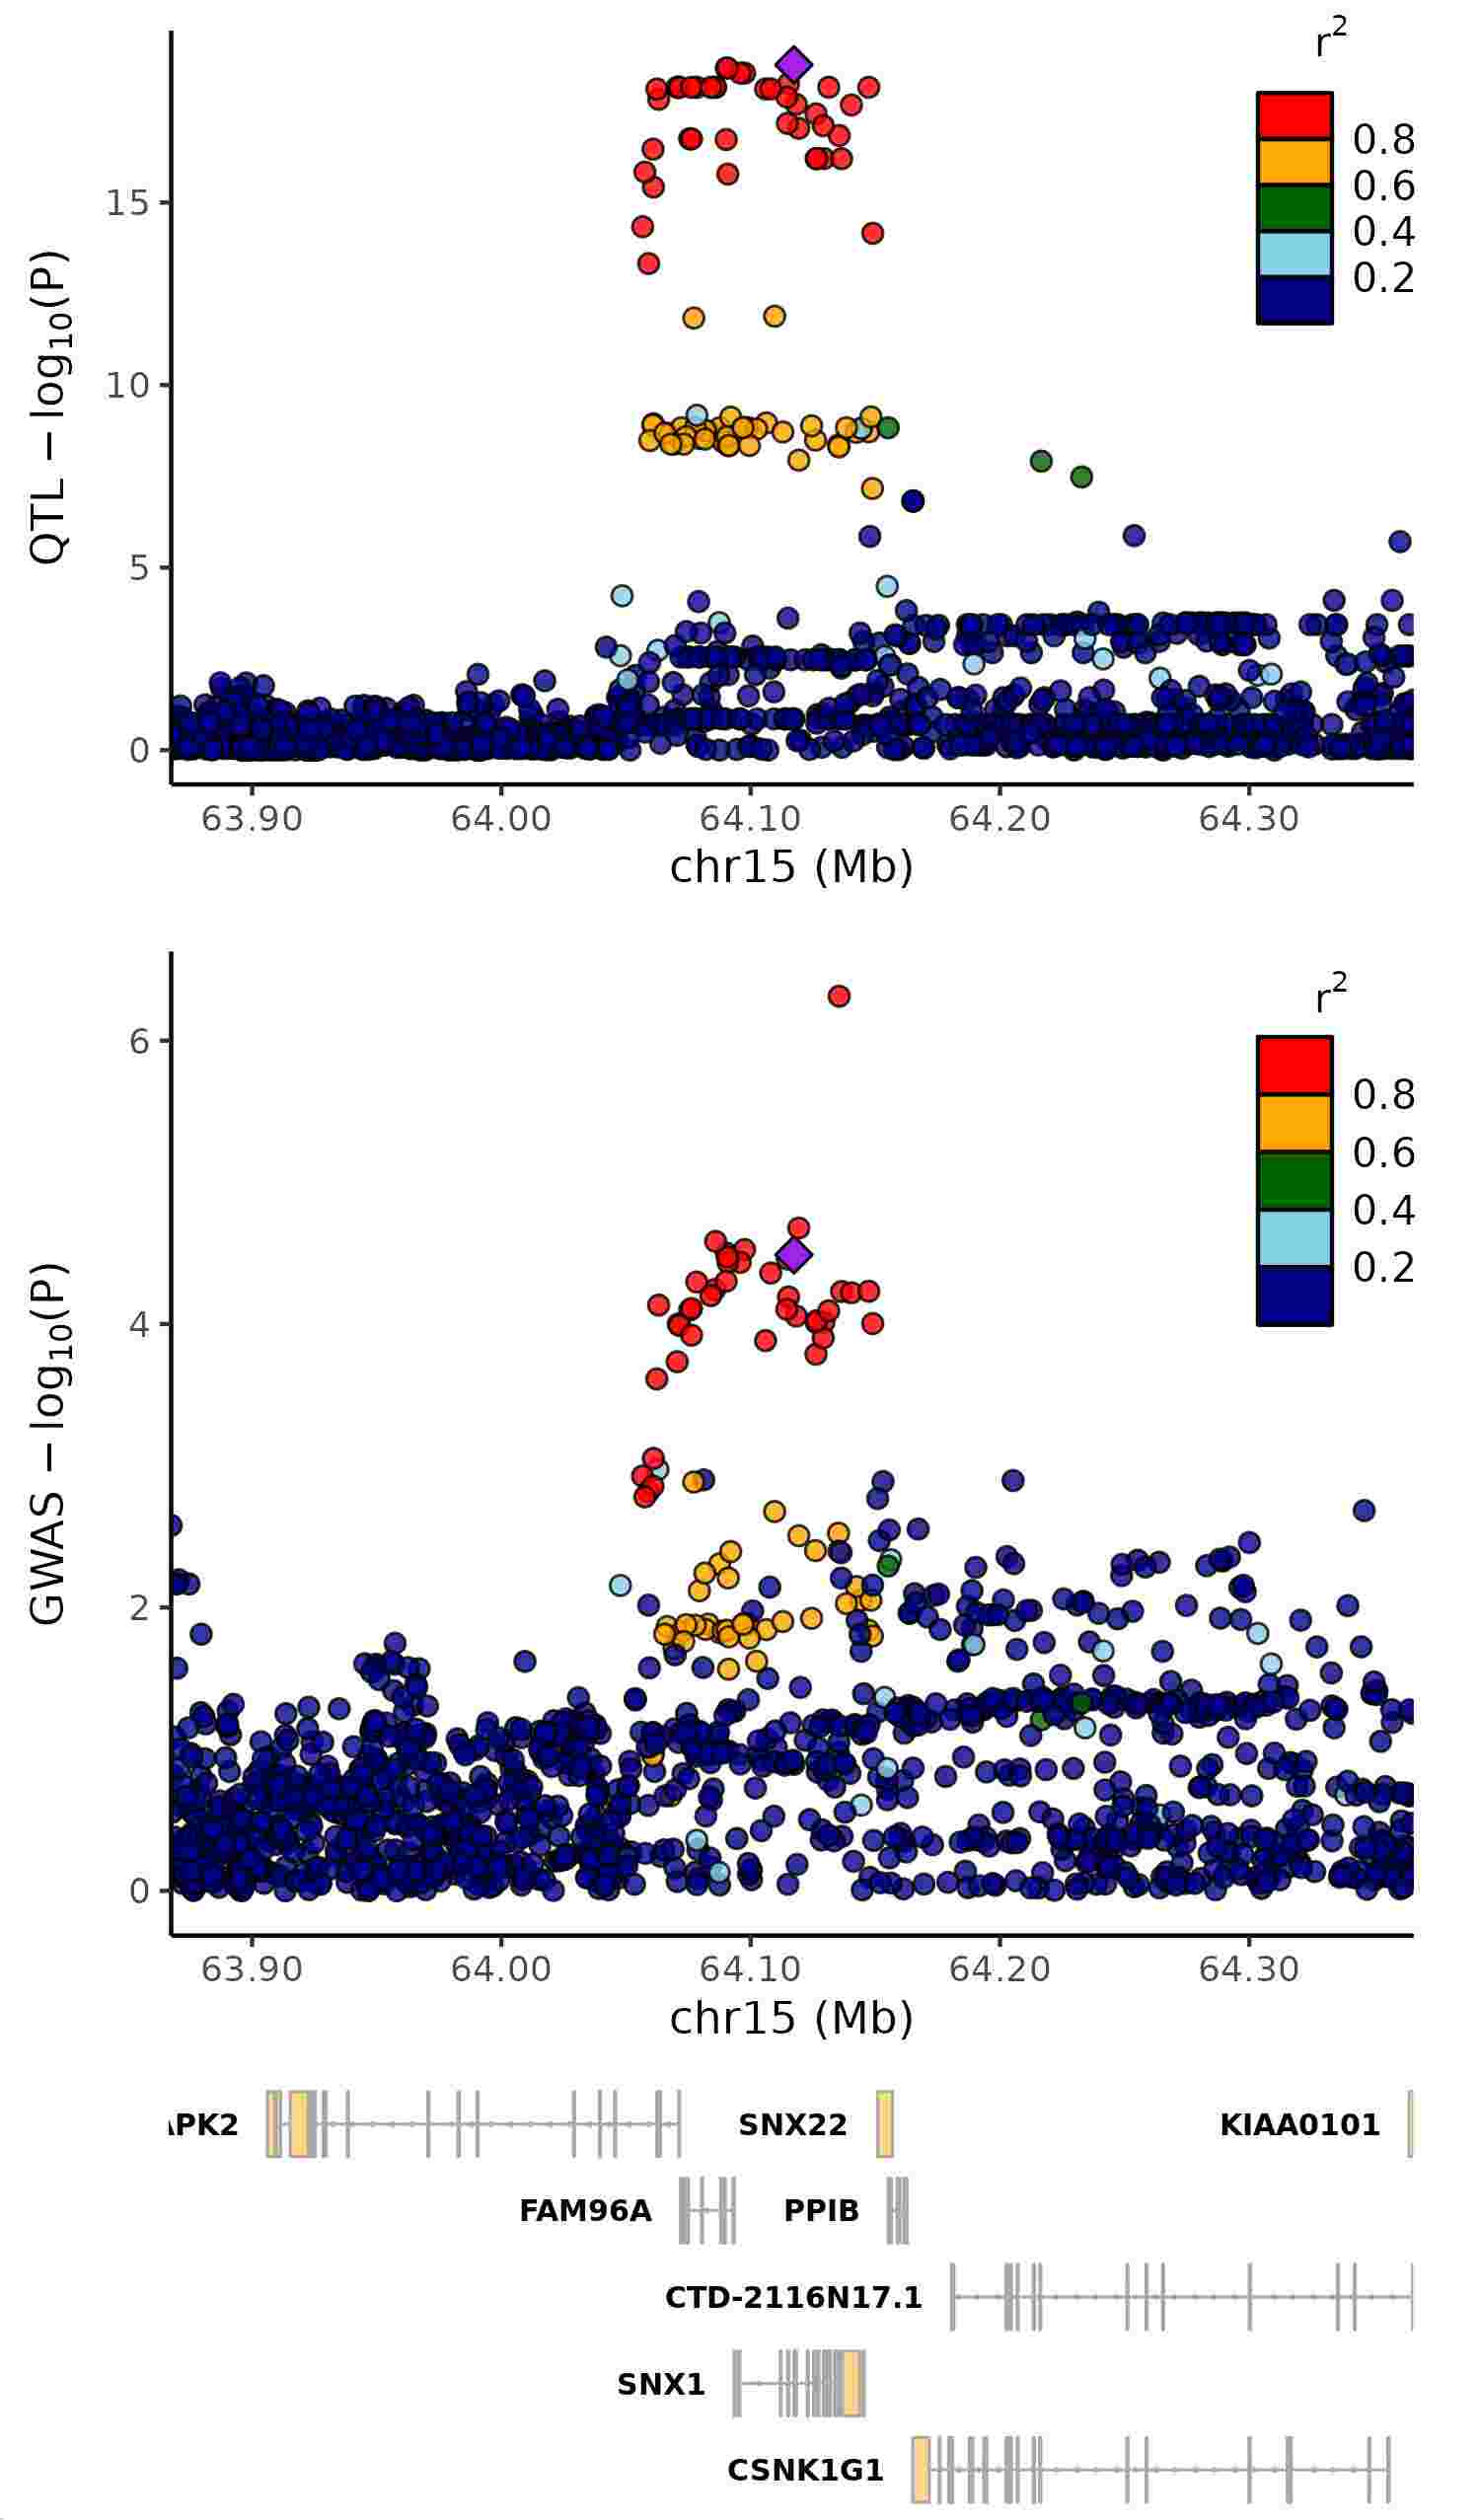 r2
0.8
0.6
0.4
0.2
QTL − log10(P)
15
10
5
0
63.90 64.00 64.10 64.20 64.30
chr15 (Mb)
r2
0.8
0.6
0.4
0.2
GWAS − log10(P)
6
4
2
0
63.90 64.00 64.10 64.20 64.30
chr15 (Mb)
APK2 SNX22 KIAA0101
FAM96A PPIB
CTD-2116N17.1
SNX1
CSNK1G1